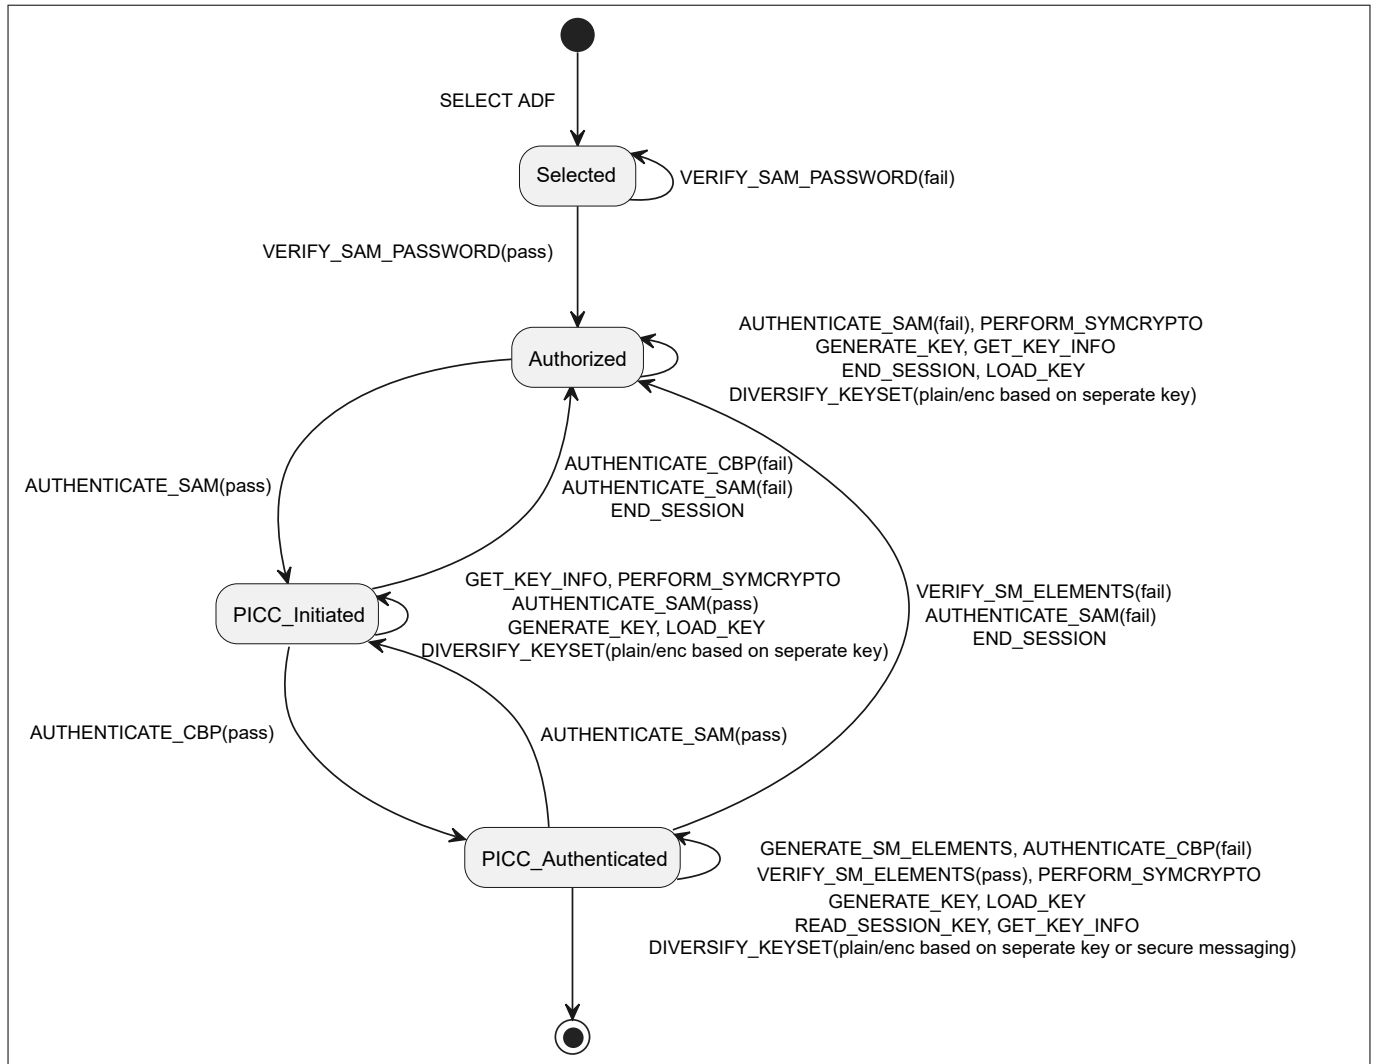 SELECT ADF
Selected
VERIFY_SAM_PASSWORD(fail)
VERIFY_SAM_PASSWORD(pass)
Authorized
AUTHENTICATE_SAM(fail), PERFORM_SYMCRYPTO
GENERATE_KEY, GET_KEY_INFO
END_SESSION, LOAD_KEY
DIVERSIFY_KEYSET(plain/enc based on seperate key)
AUTHENTICATE_SAM(pass)
AUTHENTICATE_CBP(fail)
AUTHENTICATE_SAM(fail)
END_SESSION
PICC_Initiated
GET_KEY_INFO, PERFORM_SYMCRYPTO
AUTHENTICATE_SAM(pass)
GENERATE_KEY, LOAD_KEY
DIVERSIFY_KEYSET(plain/enc based on seperate key)
VERIFY_SM_ELEMENTS(fail)
AUTHENTICATE_SAM(fail)
END_SESSION
AUTHENTICATE_CBP(pass)
AUTHENTICATE_SAM(pass)
PICC_Authenticated
GENERATE_SM_ELEMENTS, AUTHENTICATE_CBP(fail)
VERIFY_SM_ELEMENTS(pass), PERFORM_SYMCRYPTO
GENERATE_KEY, LOAD_KEY
READ_SESSION_KEY, GET_KEY_INFO
DIVERSIFY_KEYSET(plain/enc based on seperate key or secure messaging)